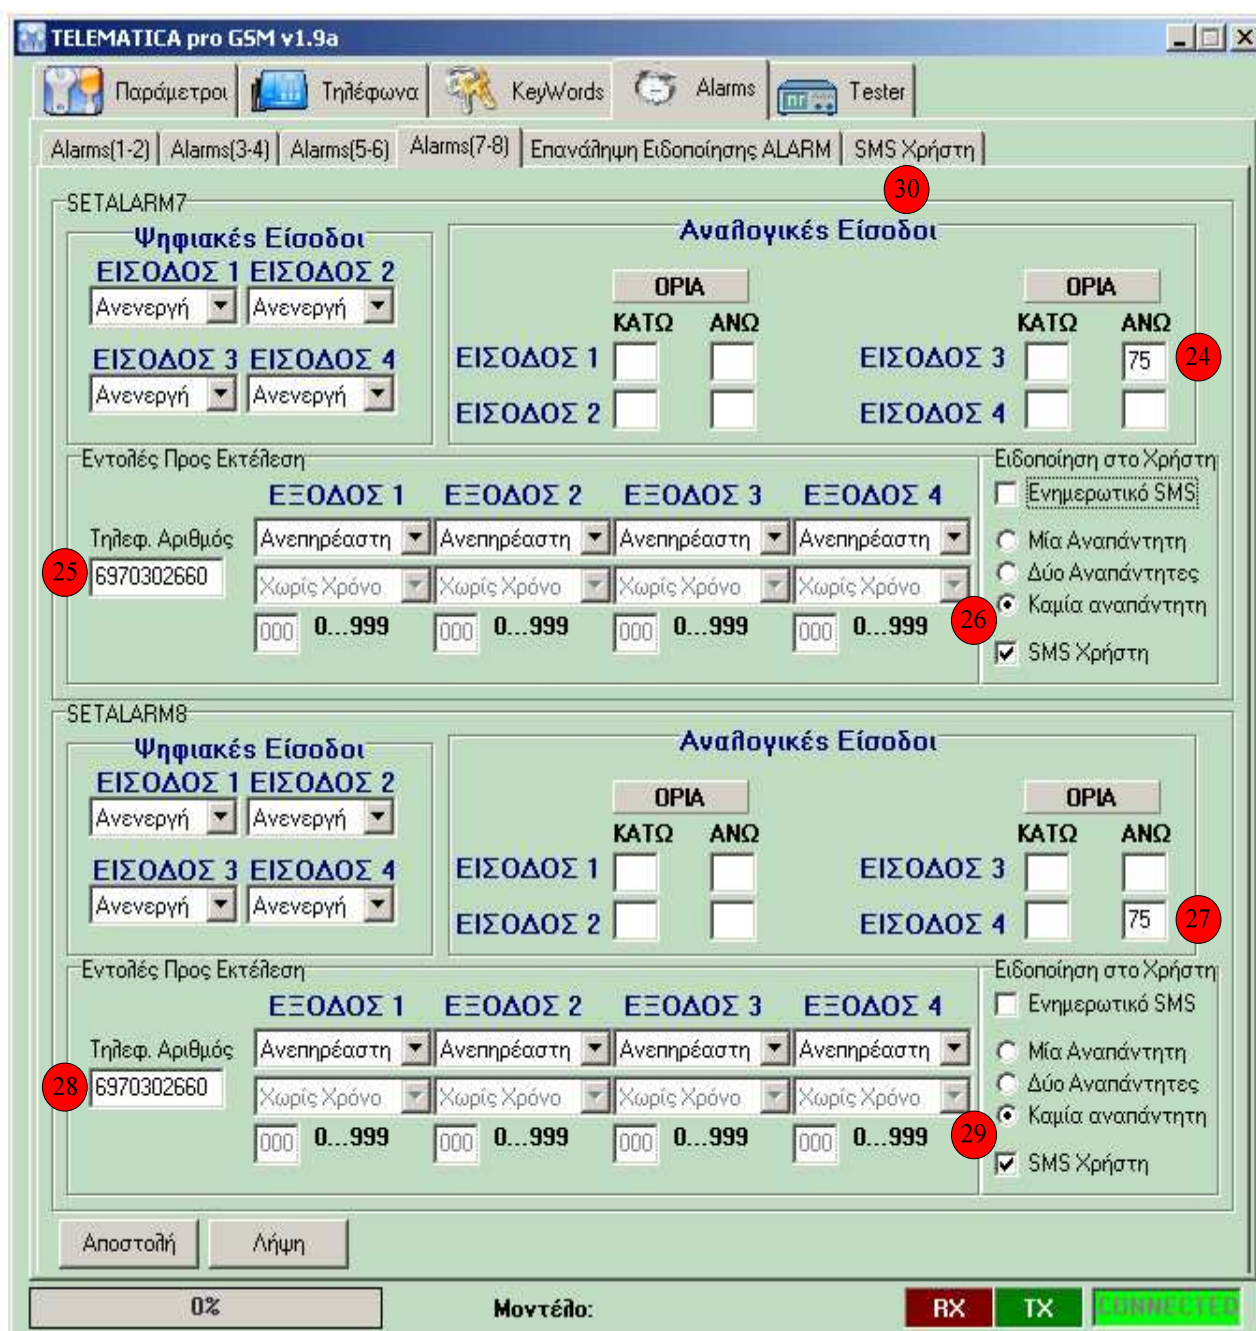 TELEMATICA pro GSM v1.9a
Παράμετροι Τηλέφωνα KeyWords Alarms Tester
Alarms(1-2) Alarms(3-4) Alarms(5-6) Alarms(7-8) Επανάληψη Ειδοποίησης ALARM SMS Χρήστη
30
SETALARM7
Ψηφιακές Είσοδοι Αναλογικές Είσοδοι
ΕΙΣΟΔΟΣ 1 ΕΙΣΟΔΟΣ 2
Ανενεργή Ανενεργή ΟΡΙΑ ΟΡΙΑ
ΚΑΤΩ ΑΝΩ ΚΑΤΩ ΑΝΩ
ΕΙΣΟΔΟΣ 3 ΕΙΣΟΔΟΣ 4 ΕΙΣΟΔΟΣ 1 ΕΙΣΟΔΟΣ 3 75 24
Ανενεργή Ανενεργή ΕΙΣΟΔΟΣ 2 ΕΙΣΟΔΟΣ 4
Εντολές Προς Εκτέλεση Ειδοποίηση στο Χρήστη
ΕΞΟΔΟΣ 1 ΕΞΟΔΟΣ 2 ΕΞΟΔΟΣ 3 ΕΞΟΔΟΣ 4 Ενημερωτικό SMS
Τηλεφ. Αριθμός Ανεπηρέαστη Ανεπηρέαστη Ανεπηρέαστη Ανεπηρέαστη Μία Αναπάντητη
25 6970302660 Χωρίς Χρόνο Χωρίς Χρόνο Χωρίς Χρόνο Χωρίς Χρόνο Δύο Αναπάντητες
26 Καμία αναπάντητη
000 0...999 000 0...999 000 0...999 000 0...999
SMS Χρήστη
SETALARM8
Ψηφιακές Είσοδοι Αναλογικές Είσοδοι
ΕΙΣΟΔΟΣ 1 ΕΙΣΟΔΟΣ 2
Ανενεργή Ανενεργή ΟΡΙΑ ΟΡΙΑ
ΚΑΤΩ ΑΝΩ ΚΑΤΩ ΑΝΩ
ΕΙΣΟΔΟΣ 3 ΕΙΣΟΔΟΣ 4 ΕΙΣΟΔΟΣ 1 ΕΙΣΟΔΟΣ 3
Ανενεργή Ανενεργή ΕΙΣΟΔΟΣ 2 ΕΙΣΟΔΟΣ 4 75 27
Εντολές Προς Εκτέλεση Ειδοποίηση στο Χρήστη
ΕΞΟΔΟΣ 1 ΕΞΟΔΟΣ 2 ΕΞΟΔΟΣ 3 ΕΞΟΔΟΣ 4 Ενημερωτικό SMS
Τηλεφ. Αριθμός Ανεπηρέαστη Ανεπηρέαστη Ανεπηρέαστη Ανεπηρέαστη Μία Αναπάντητη
28 6970302660 Χωρίς Χρόνο Χωρίς Χρόνο Χωρίς Χρόνο Χωρίς Χρόνο Δύο Αναπάντητες
29 Καμία αναπάντητη
000 0...999 000 0...999 000 0...999 000 0...999
SMS Χρήστη
Αποστολή Λήψη
0% Μοντέλο: RX TX CONNECTED